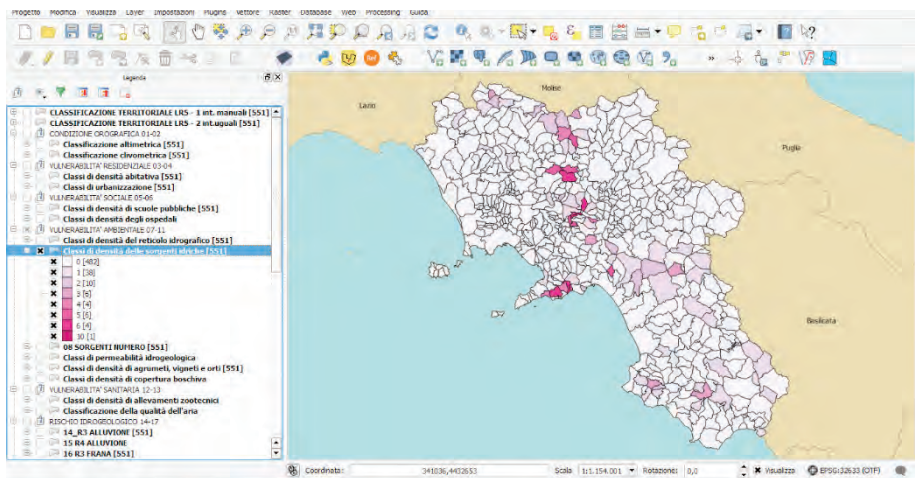 Progetto Modifica Visualizza Layer Impostazioni Plugins Vettore Raster Database Web Processing Guida
Legenda
CLASSIFICAZIONE TERRITORIALE LR5 - 1 int. manuali [551]
CLASSIFICAZIONE TERRITORIALE LR5 - 2 int.uguali [551]
CONDIZIONE OROGRAFICA 01-02
Classificazione altimetrica [551]
Classificazione clivometrica [551]
VULNERABILITA' RESIDENZIALE 03-04
Classi di densità abitativa [551]
Classi di urbanizzazione [551]
VULNERABILITA' SOCIALE 05-06
Classi di densità di scuole pubbliche [551]
Classi di densità degli ospedali
VULNERABILITA' AMBIENTALE 07-11
Classi di densità del reticolo idrografico [551]
Classi di densità delle sorgenti idriche [551]
0 [482]
1 [38]
2 [10]
3 [6]
4 [4]
5 [6]
6 [4]
10 [1]
08 SORGENTI NUMERO [551]
Classi di permeabilità idrogeologica
Classi di densità di agrumeti, vigneti e orti [551]
Classi di densità di copertura boschiva
VULNERABILITA' SANITARIA 12-13
Classi di densità di allevamenti zootecnici
Classificazione della qualità dell'aria
RISCHIO IDROGEOLOGICO 14-17
14_R3 ALLUVIONE [551]
15 R4 ALLUVIONE
16 R3 FRANA [551]
Lazio
Molise
Puglia
Basilicata
Coordinata: 341036,4432653 Scala 1:1.154.001 Rotazione: 0,0 Visualizza EPSG:32633 (OTF)